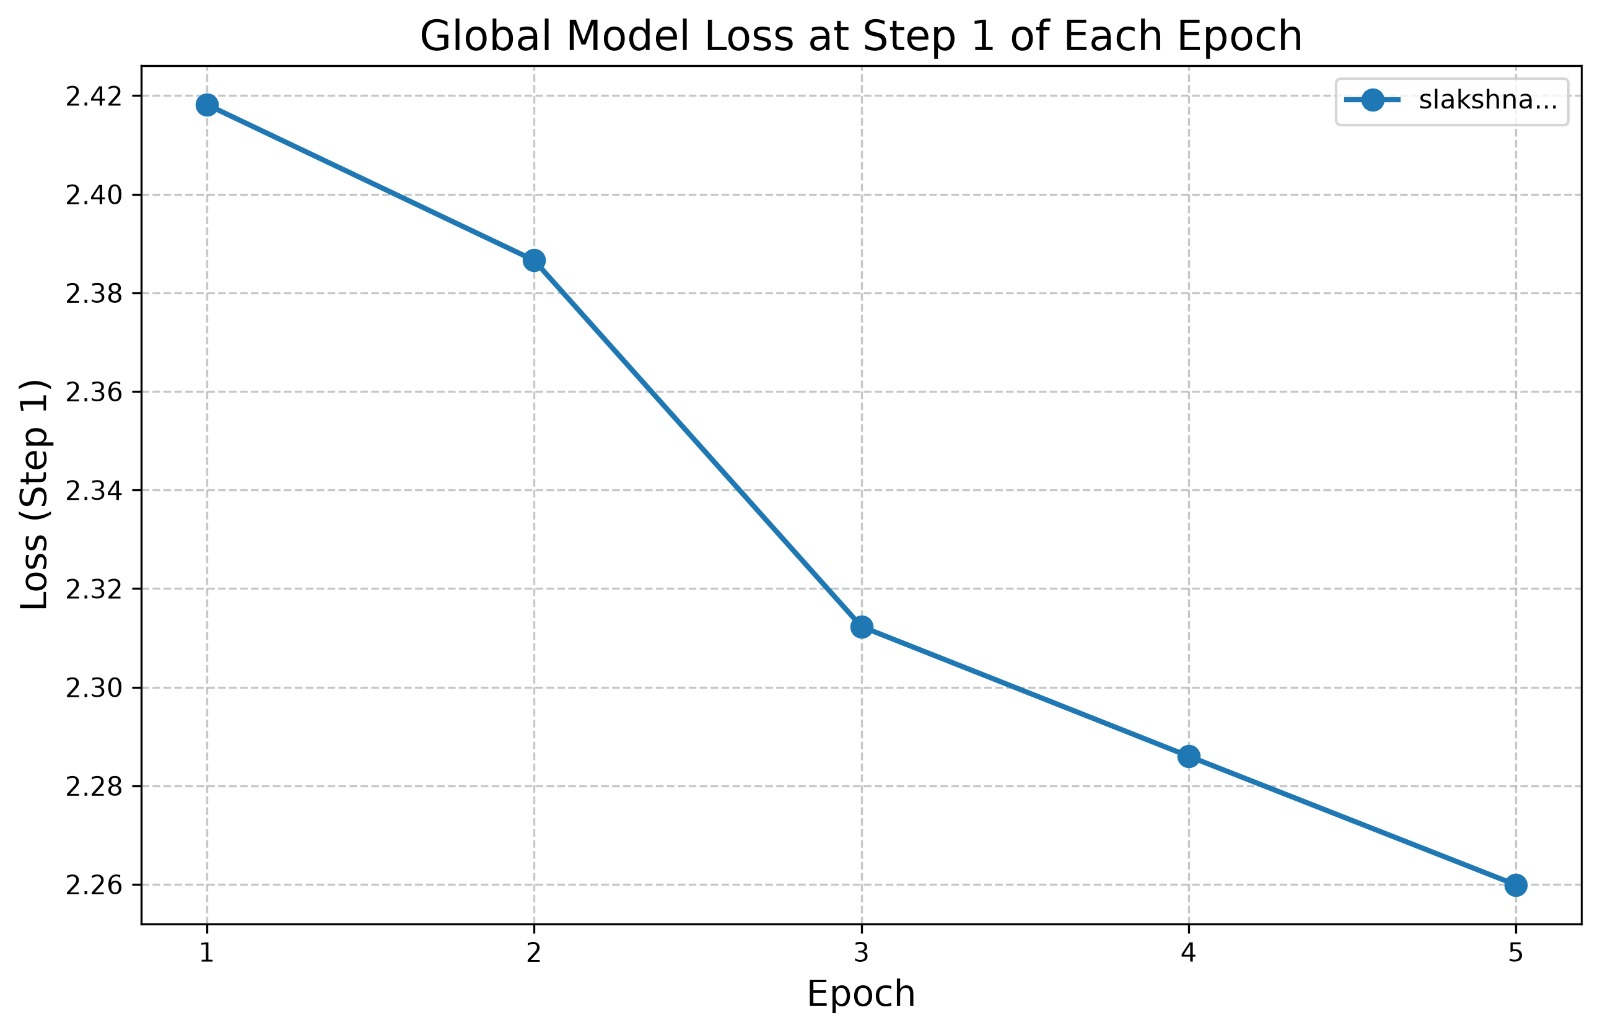 Global Model Loss at Step 1 of Each Epoch
slakshna...
2.42
2.40
2.38
2.36
2.34
2.32
2.30
2.28
2.26
Loss (Step 1)
1 2 3 4 5
Epoch